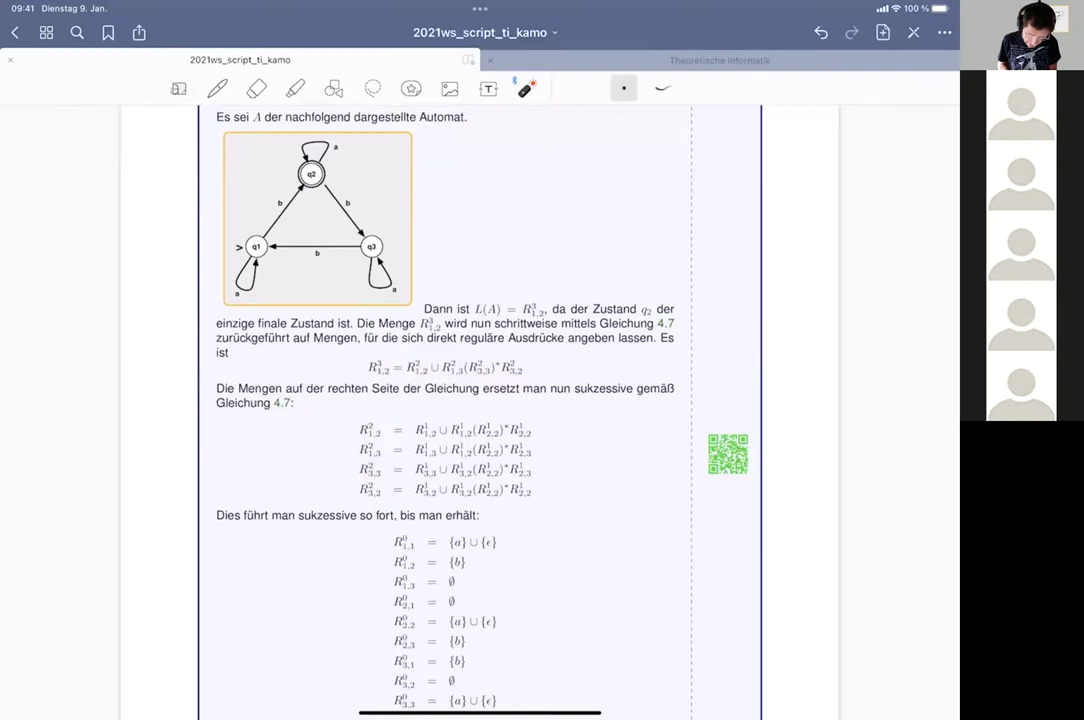 09:41 Dienstag 9. Jan.
100 %
2021ws_script_ti_kamo
2021ws_script_ti_kamo
Theoretische Informatik
T
Es sei A der nachfolgend dargestellte Automat.
a
q2
b
b
> q1
q3
b
a
a
Dann ist L(A) = R³₁,₂, da der Zustand q₂ der
einzige finale Zustand ist. Die Menge R³₁,₂ wird nun schrittweise mittels Gleichung 4.7
zurückgeführt auf Mengen, für die sich direkt reguläre Ausdrücke angeben lassen. Es
ist
R³₁,₂ = R²₁,₂ ∪ R²₁,₃(R²₃,₃)*R²₃,₂
Die Mengen auf der rechten Seite der Gleichung ersetzt man nun sukzessive gemäß
Gleichung 4.7:
R²₁,₂ = R¹₁,₂ ∪ R¹₁,₂(R¹₂,₂)*R¹₂,₂
R²₁,₃ = R¹₁,₃ ∪ R¹₁,₂(R¹₂,₂)*R¹₂,₃
R²₃,₃ = R¹₃,₃ ∪ R¹₃,₂(R¹₂,₂)*R¹₂,₃
R²₃,₂ = R¹₃,₂ ∪ R¹₃,₂(R¹₂,₂)*R¹₂,₂
Dies führt man sukzessive so fort, bis man erhält:
R⁰₁,₁ = {a} ∪ {ϵ}
R⁰₁,₂ = {b}
R⁰₁,₃ = ∅
R⁰₂,₁ = ∅
R⁰₂,₂ = {a} ∪ {ϵ}
R⁰₂,₃ = {b}
R⁰₃,₁ = {b}
R⁰₃,₂ = ∅
R⁰₃,₃ = {a} ∪ {ϵ}